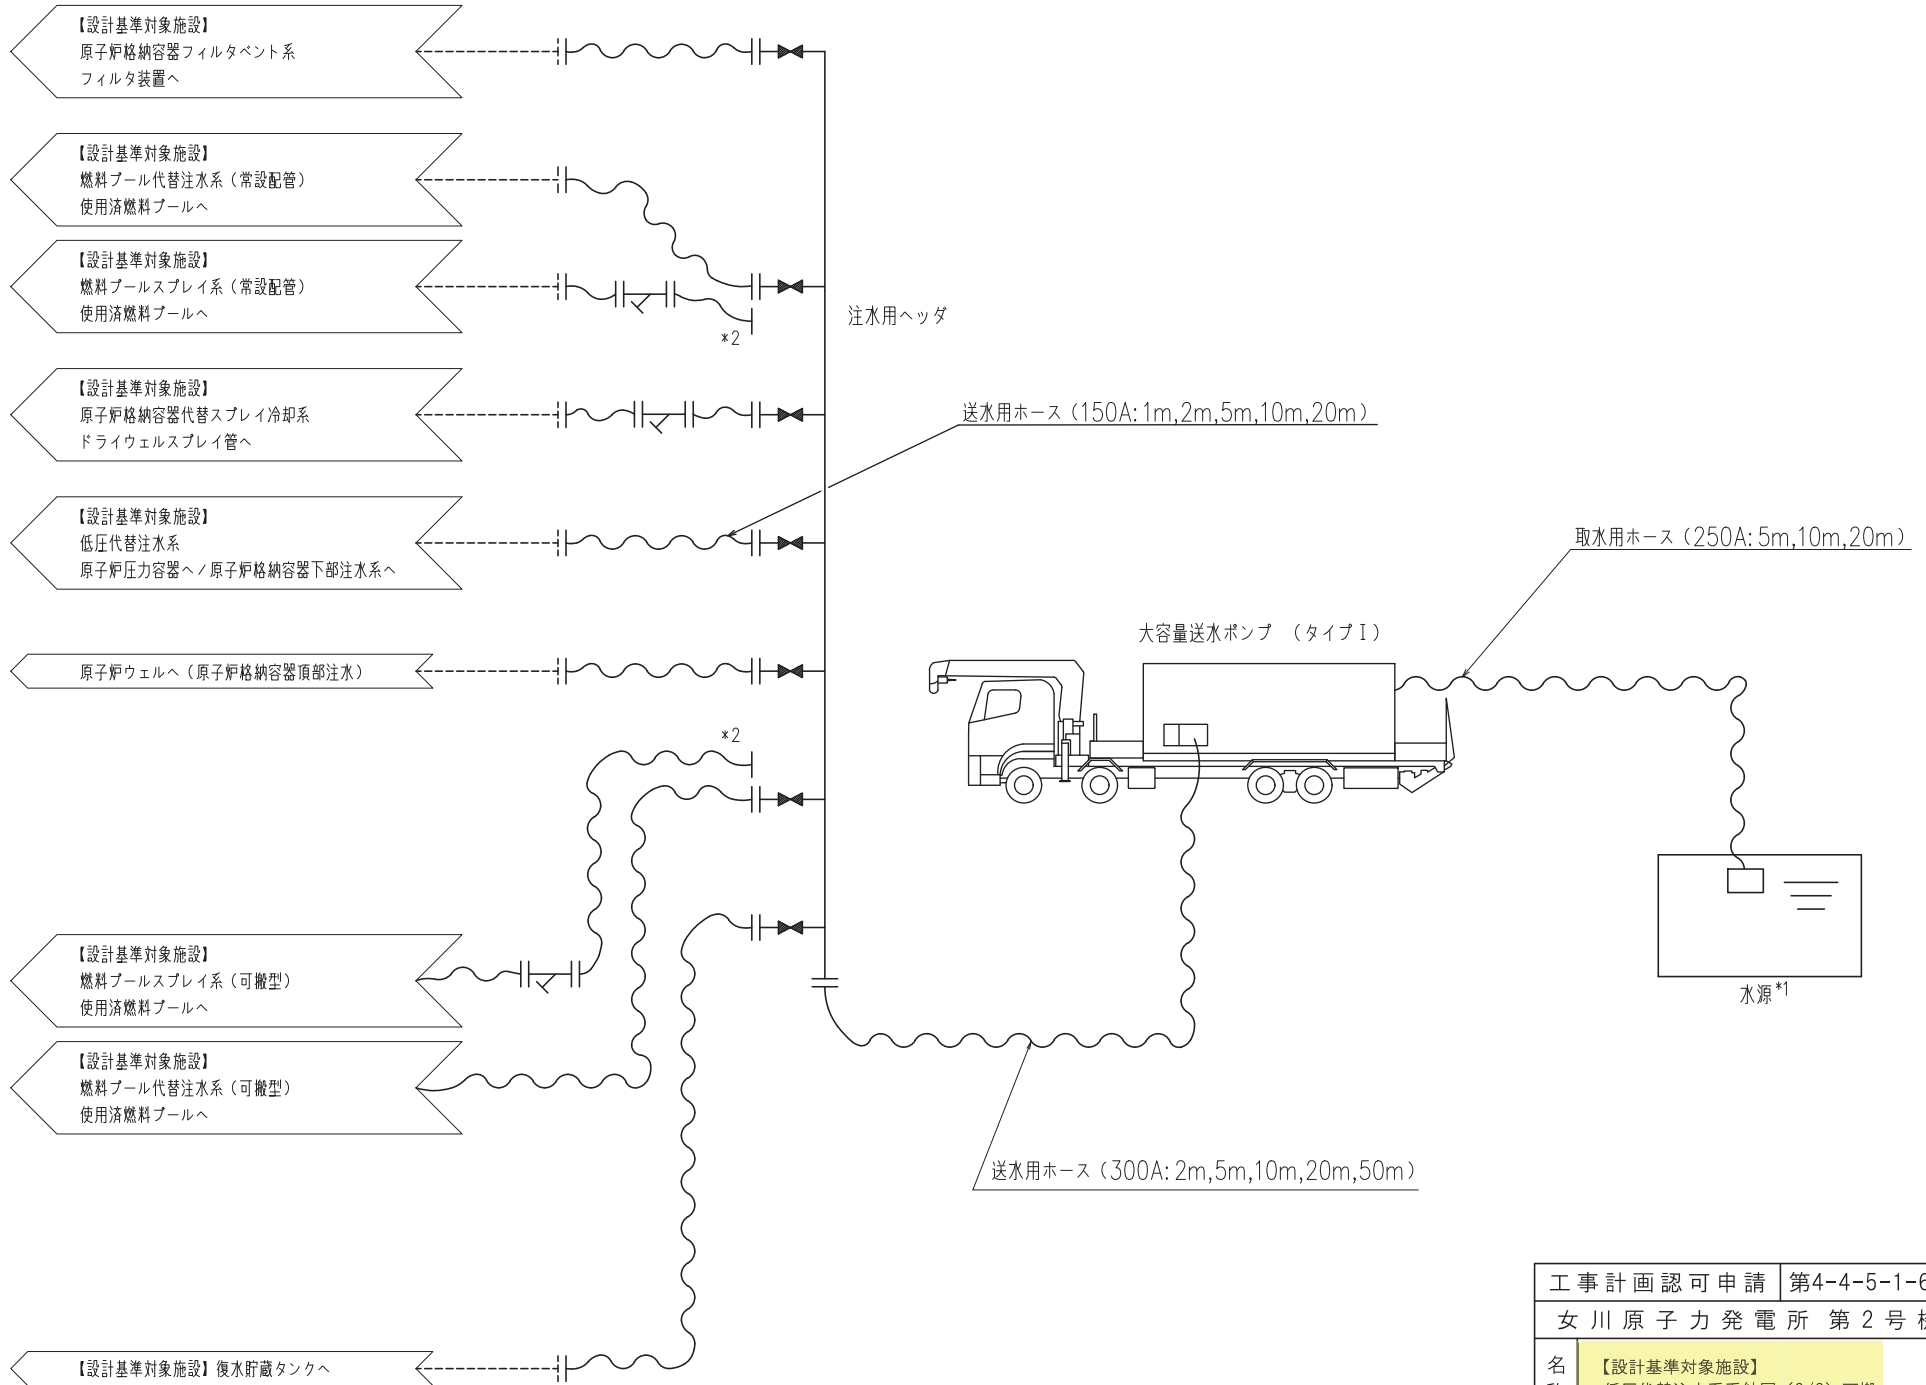 【設計基準対象施設】
原子炉格納容器フィルタベント系
フィルタ装置へ
【設計基準対象施設】
燃料プール代替注水系（常設配管）
使用済燃料プールへ
【設計基準対象施設】
燃料プールスプレイ系（常設配管）
使用済燃料プールへ
*2
注水用ヘッダ
【設計基準対象施設】
原子炉格納容器代替スプレイ冷却系
ドライウェルスプレイ管へ
送水用ホース（150A:1m,2m,5m,10m,20m）
【設計基準対象施設】
低圧代替注水系
原子炉圧力容器へ／原子炉格納容器下部注水系へ
取水用ホース（250A:5m,10m,20m）
大容量送水ポンプ （タイプⅠ）
原子炉ウェルへ（原子炉格納容器頂部注水）
*2
【設計基準対象施設】
燃料プールスプレイ系（可搬型）
使用済燃料プールへ
水源*1
【設計基準対象施設】
燃料プール代替注水系（可搬型）
使用済燃料プールへ
送水用ホース（300A:2m,5m,10m,20m,50m）
【設計基準対象施設】復水貯蔵タンクへ
工事計画認可申請 第4-4-5-1-6
女川原子力発電所 第2号
名
【設計基準対象施設】